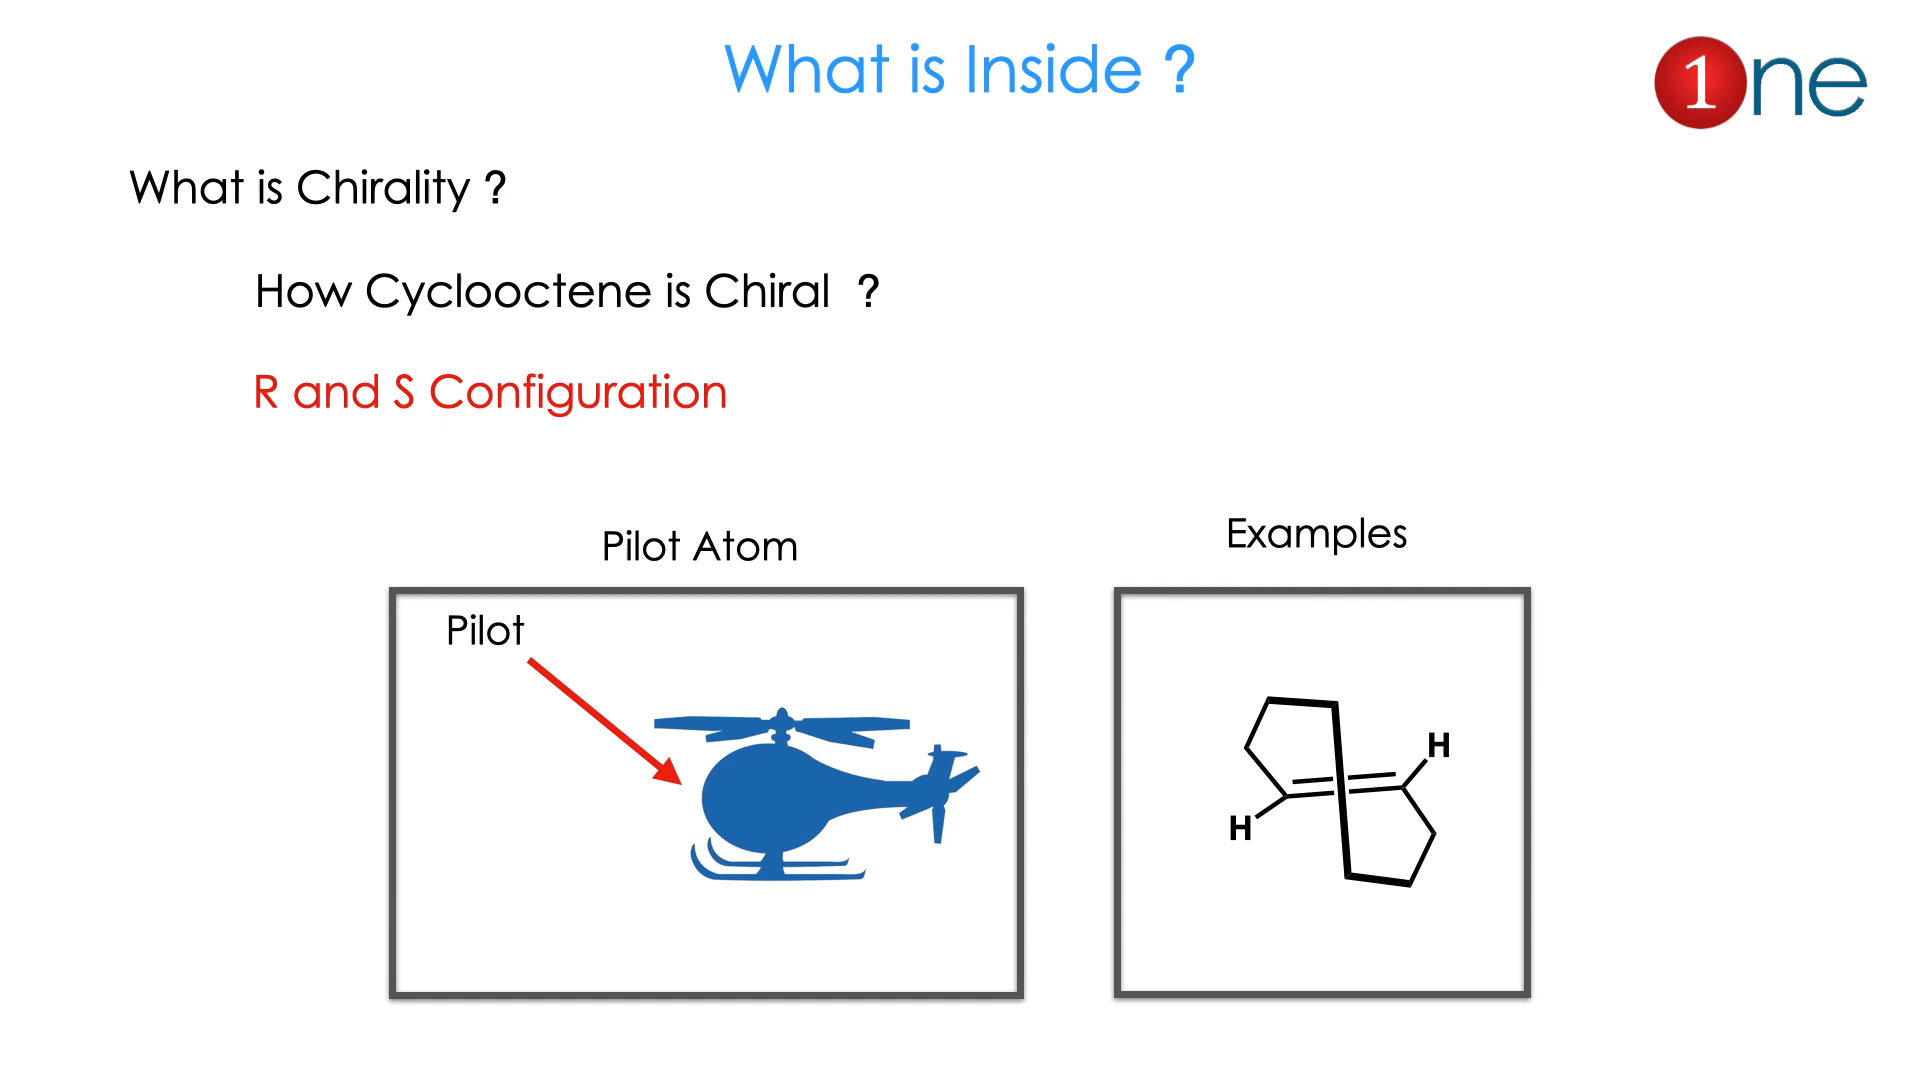 What is Inside ?
1ne
What is Chirality ?
How Cyclooctene is Chiral ?
R and S Configuration
Pilot Atom
Examples
Pilot
H
H